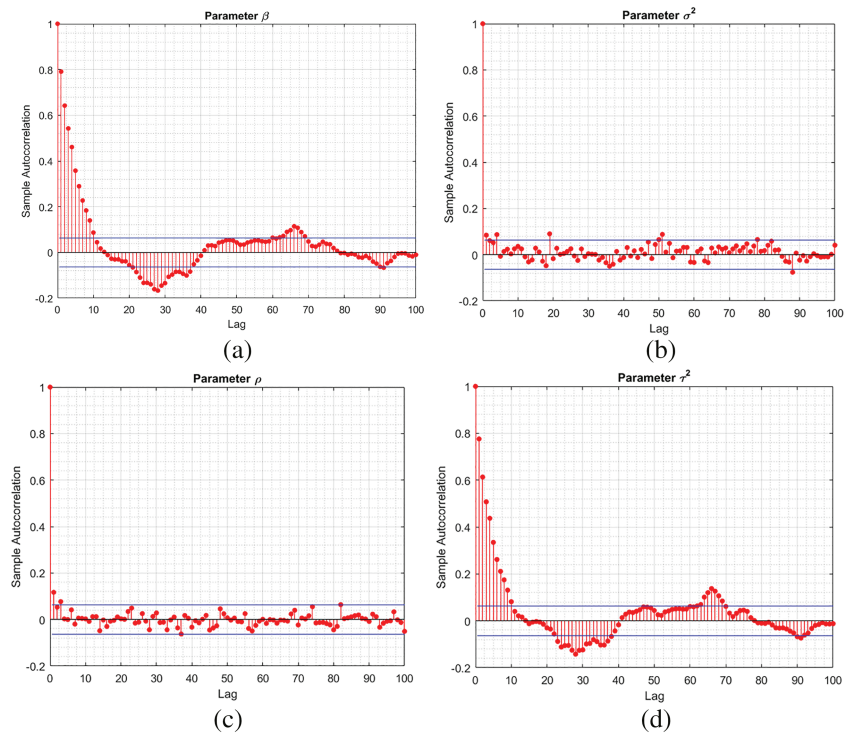 Parameter β
1
0.8
0.6
0.4
0.2
0
-0.2
Sample Autocorrelation
0 10 20 30 40 50 60 70 80 90 100
Lag
(a)
Parameter σ²
1
0.8
0.6
0.4
0.2
0
-0.2
Sample Autocorrelation
0 10 20 30 40 50 60 70 80 90 100
Lag
(b)
Parameter ρ
1
0.8
0.6
0.4
0.2
0
-0.2
Sample Autocorrelation
0 10 20 30 40 50 60 70 80 90 100
Lag
(c)
Parameter τ²
1
0.8
0.6
0.4
0.2
0
-0.2
Sample Autocorrelation
0 10 20 30 40 50 60 70 80 90 100
Lag
(d)